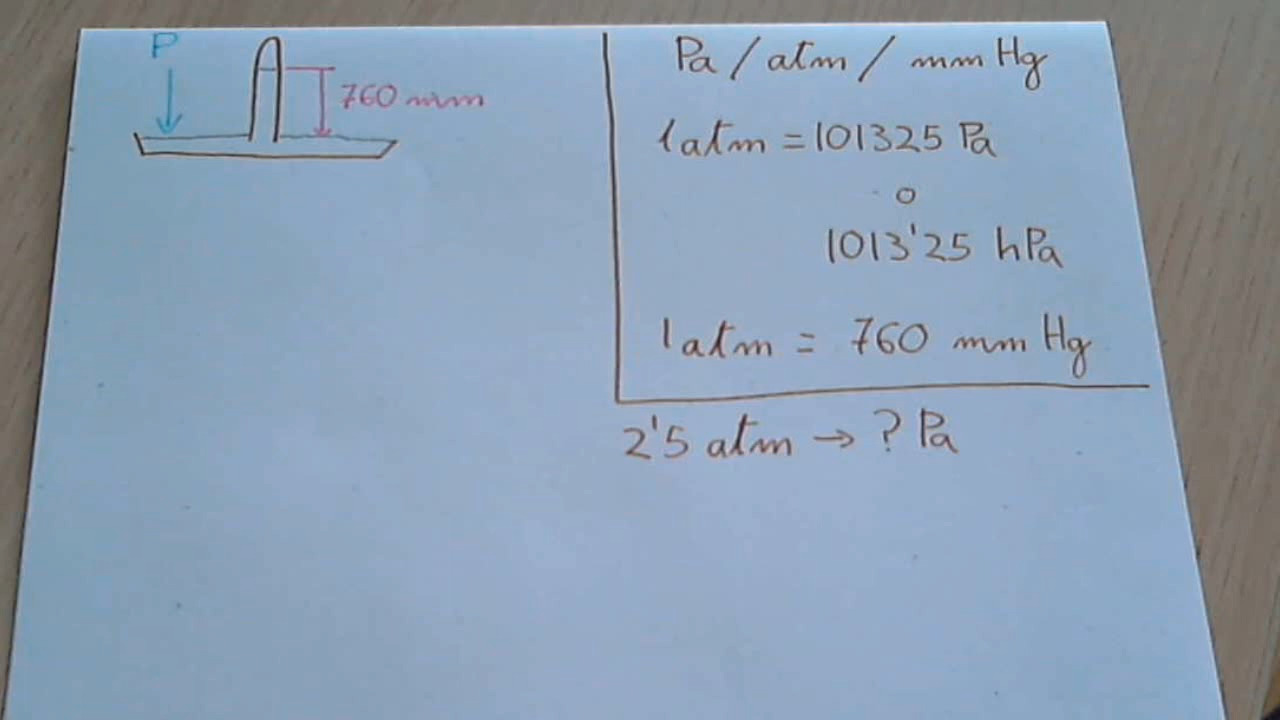 P
760 mm
Pa / atm / mm Hg
1 atm = 101325 Pa
o
1013'25 hPa
1 atm = 760 mm Hg
2'5 atm → ? Pa